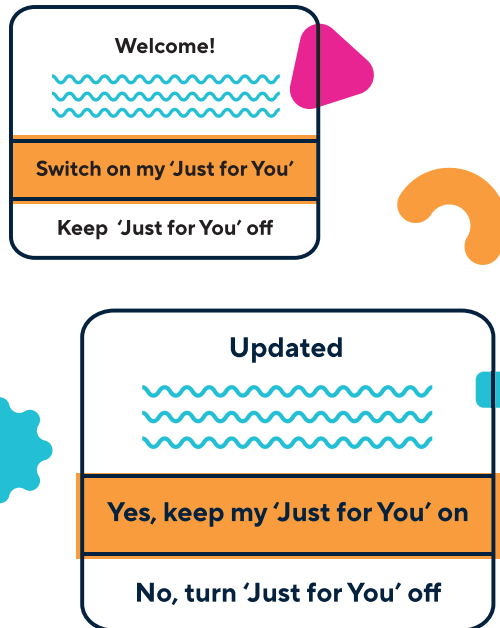 Welcome!
Switch on my ‘Just for You’
Keep ‘Just for You’ off
Updated
Yes, keep my ‘Just for You’ on
No, turn ‘Just for You’ off